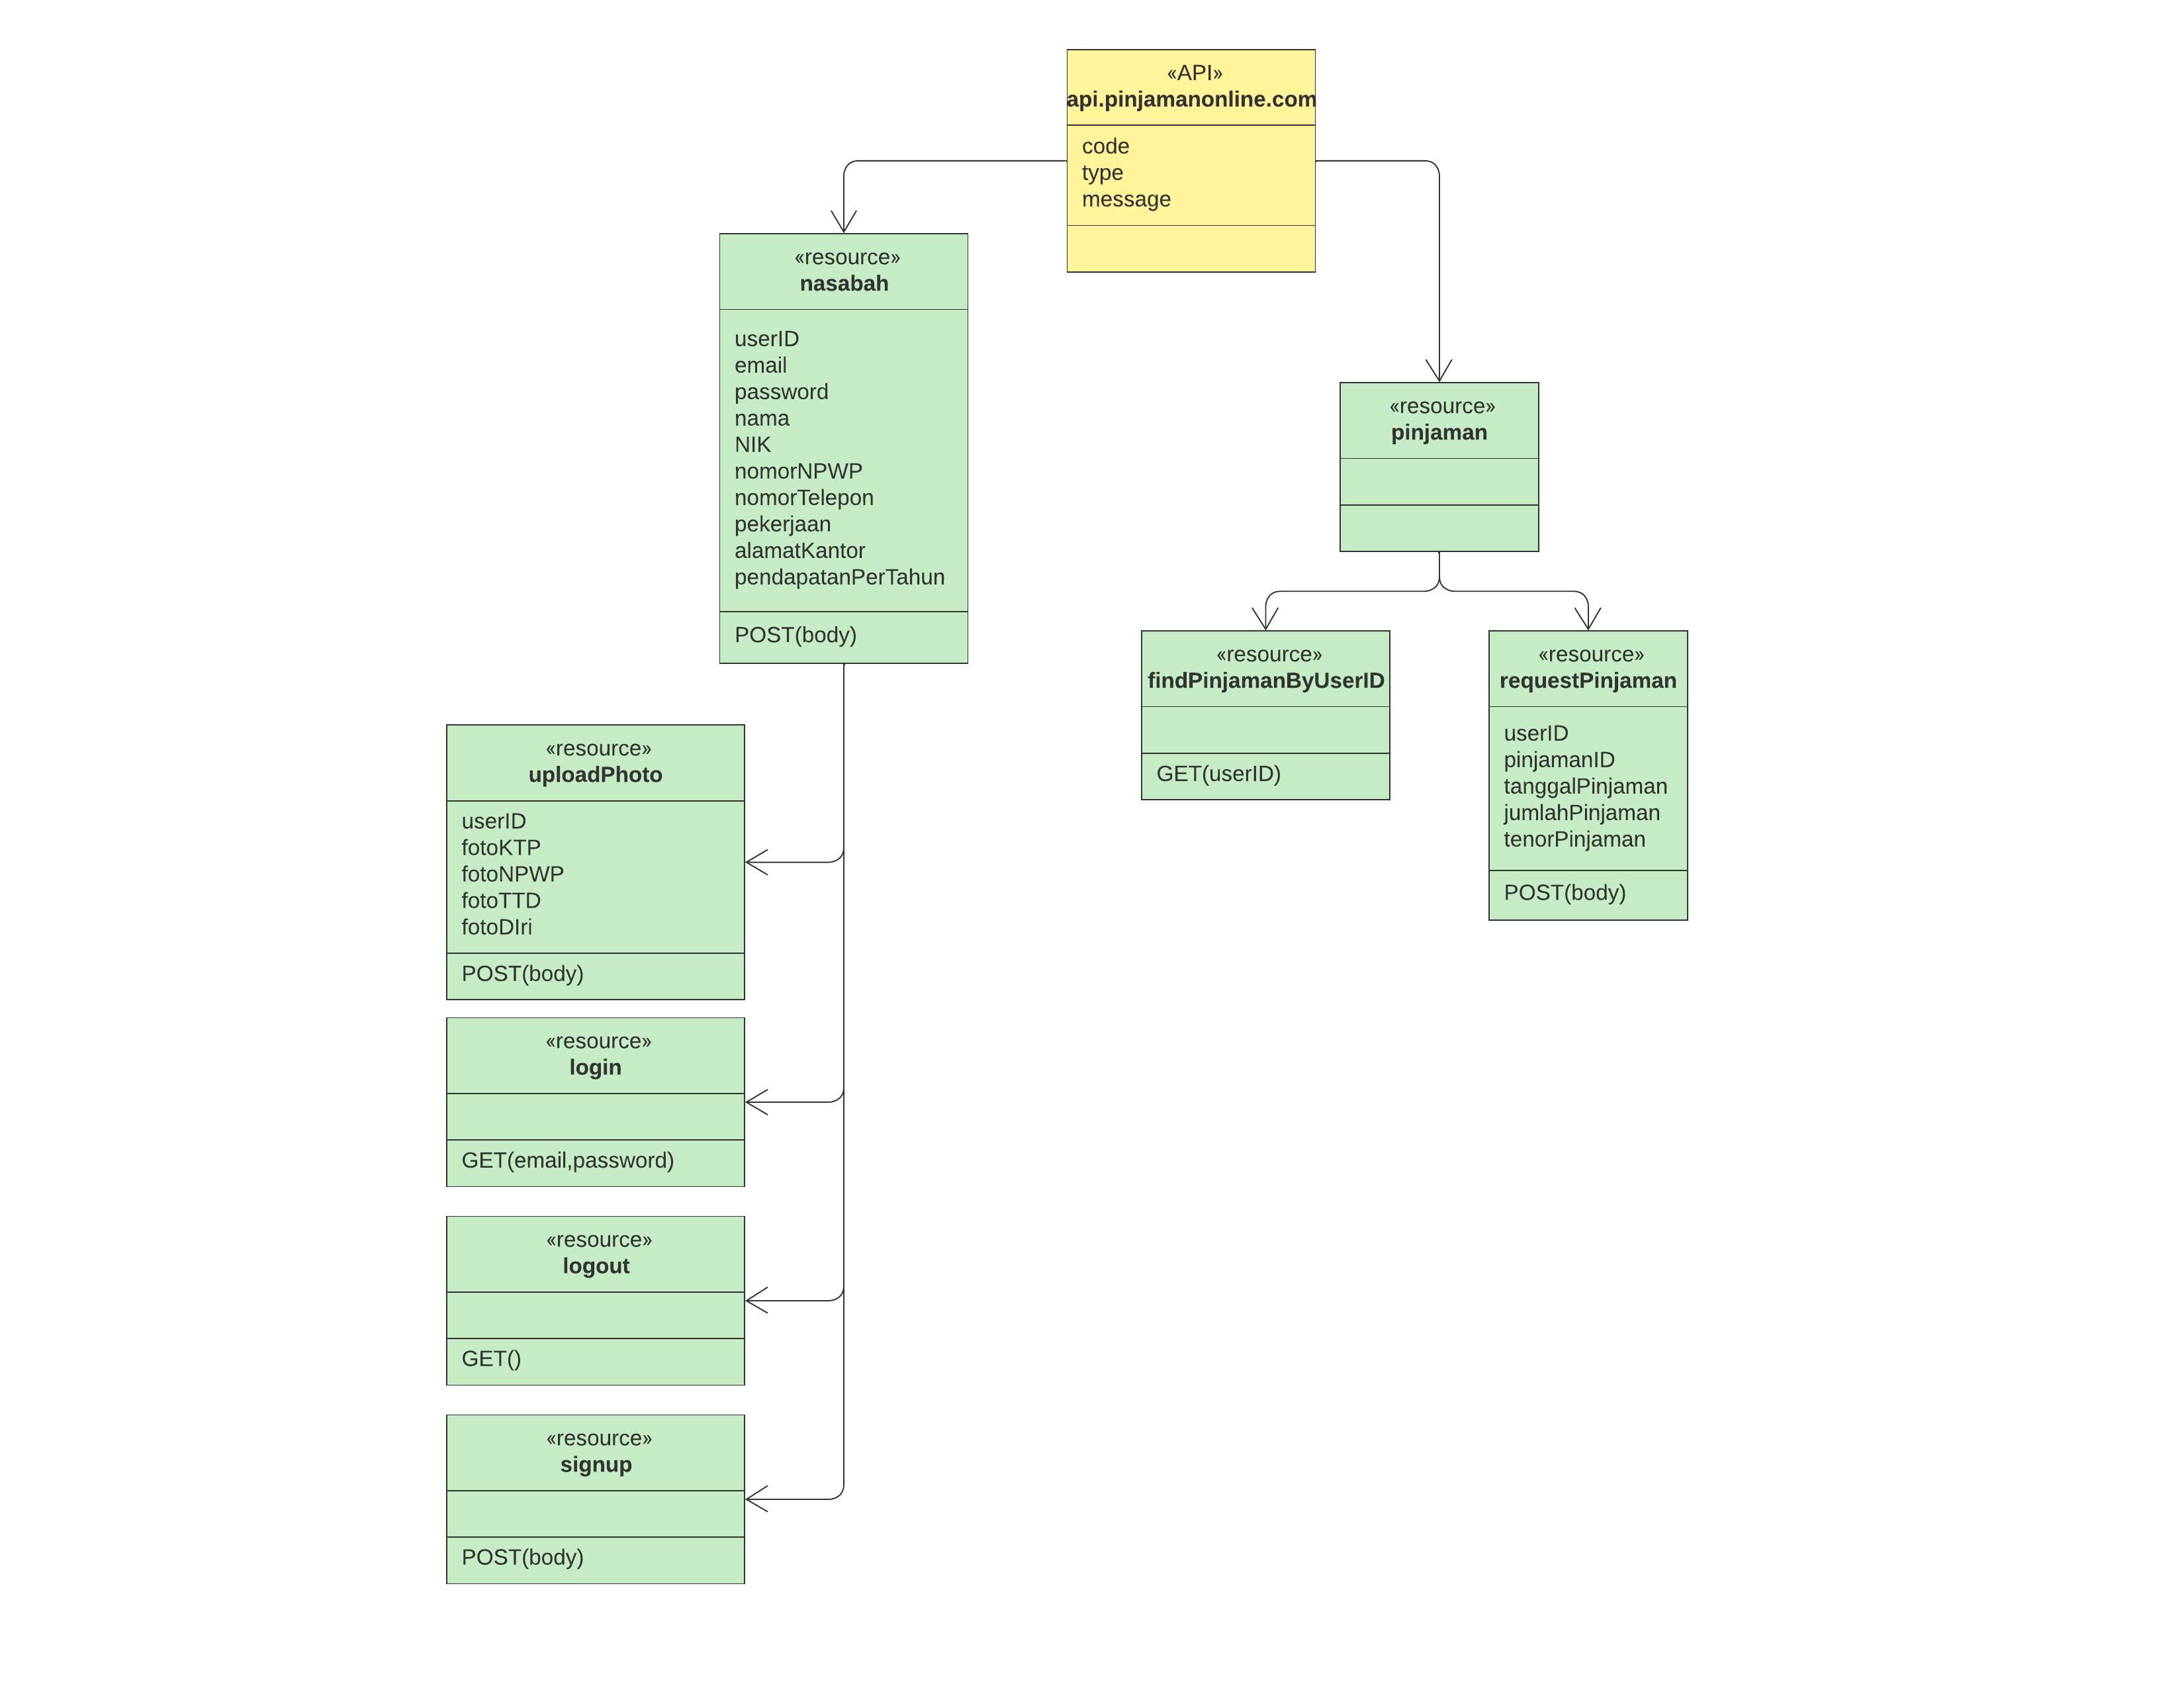 «API»
api.pinjamanonline.com
code
type
message
«resource»
nasabah
userID
email
password
nama
NIK
nomorNPWP
nomorTelepon
pekerjaan
alamatKantor
pendapatanPerTahun
POST(body)
«resource»
pinjaman
«resource»
findPinjamanByUserID
GET(userID)
«resource»
requestPinjaman
userID
pinjamanID
tanggalPinjaman
jumlahPinjaman
tenorPinjaman
POST(body)
«resource»
uploadPhoto
userID
fotoKTP
fotoNPWP
fotoTTD
fotoDIri
POST(body)
«resource»
login
GET(email,password)
«resource»
logout
GET()
«resource»
signup
POST(body)